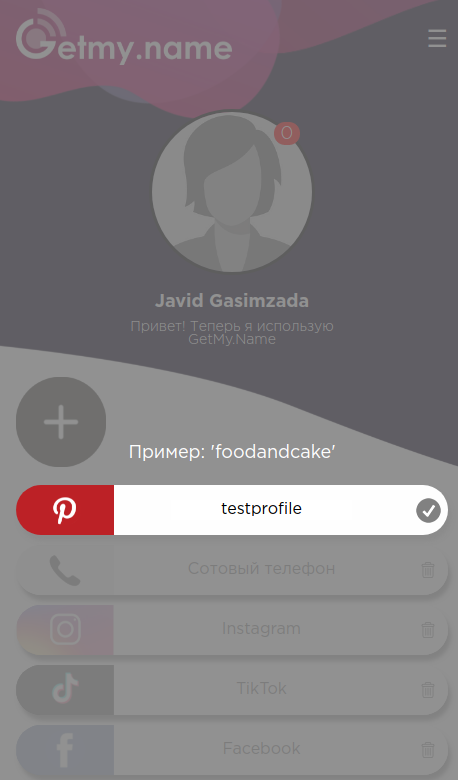 Getmy.name
0
Javid Gasimzada
Привет! Теперь я использую
GetMy.Name
Пример: 'foodandcake'
testprofile
Сотовый телефон
Instagram
TikTok
Facebook